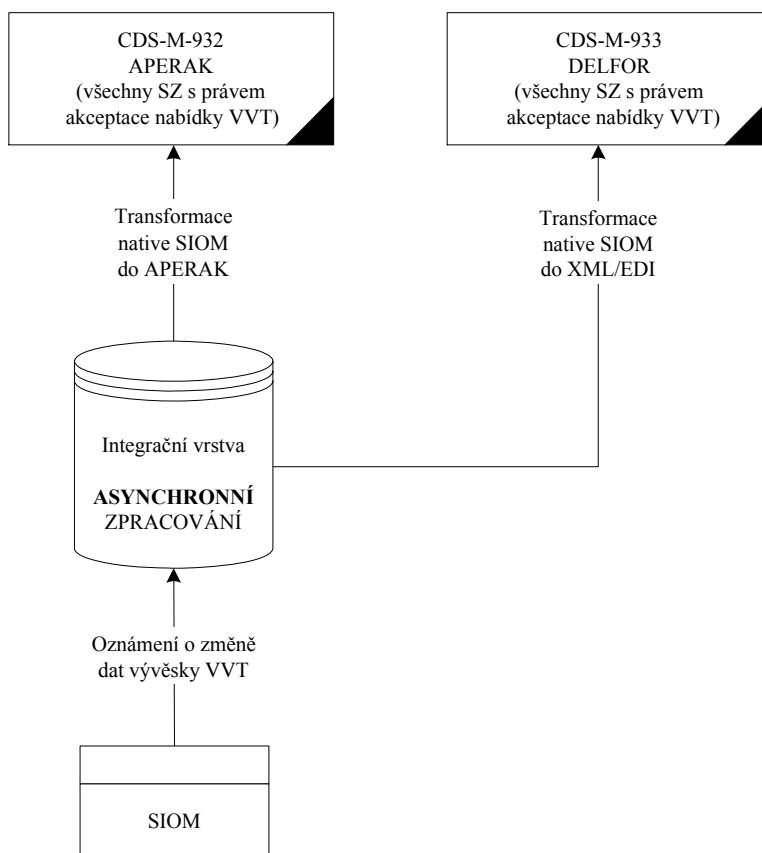 CDS-M-932
APERAK
(všechny SZ s právem
akceptace nabídky VVT)
CDS-M-933
DELFOR
(všechny SZ s právem
akceptace nabídky VVT)
Transformace
native SIOM
do APERAK
Transformace
native SIOM
do XML/EDI
Integrační vrstva
ASYNCHRONNÍ
ZPRACOVÁNÍ
Oznámení o změně
dat vývěsky VVT
SIOM